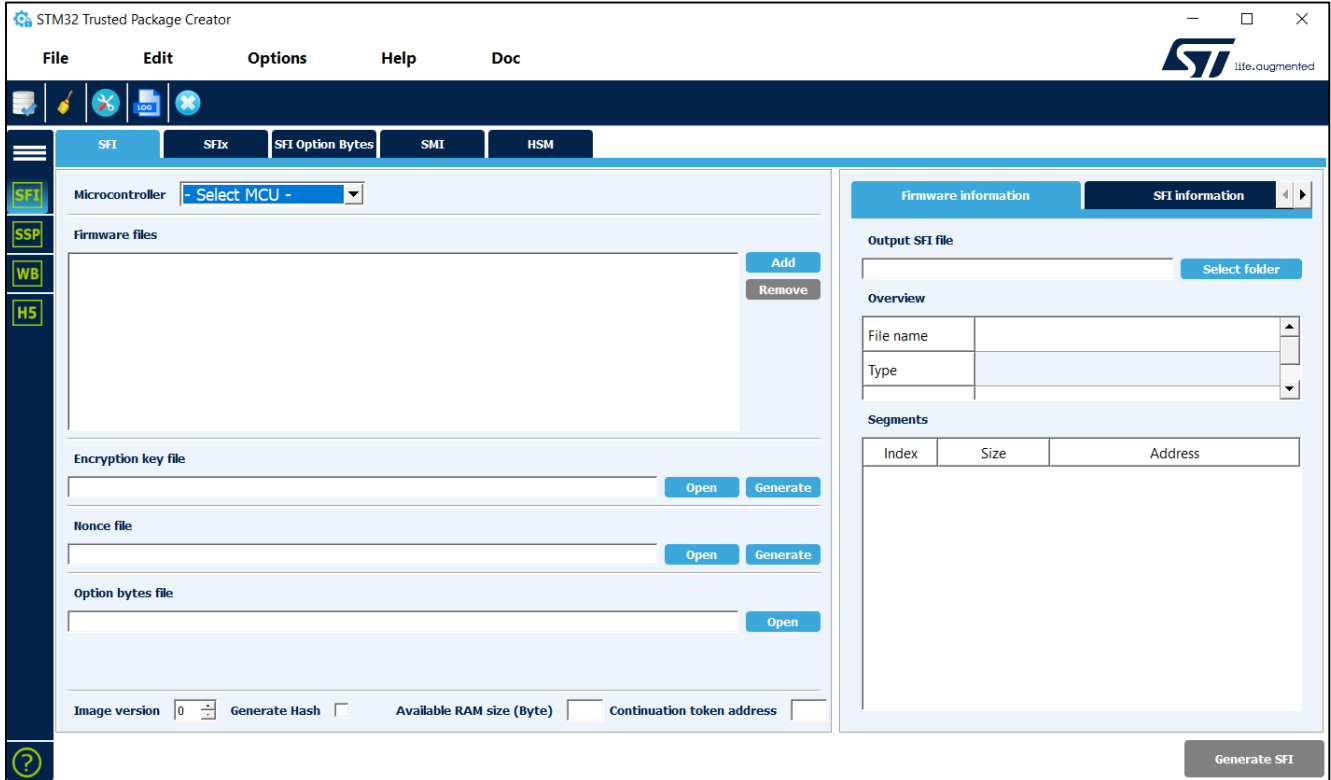 STM32 Trusted Package Creator
File Edit Options Help Doc
ST life.augmented
LOG
SFI SFIx SFI Option Bytes SMI HSM
SFI
SSP
WB
H5
Microcontroller - Select MCU -
Firmware files
Add
Remove
Encryption key file
Open Generate
Nonce file
Open Generate
Option bytes file
Open
Image version 0 Generate Hash Available RAM size (Byte) Continuation token address
Firmware information SFI information
Output SFI file
Select folder
Overview
File name
Type
Segments
Index Size Address
?
Generate SFI